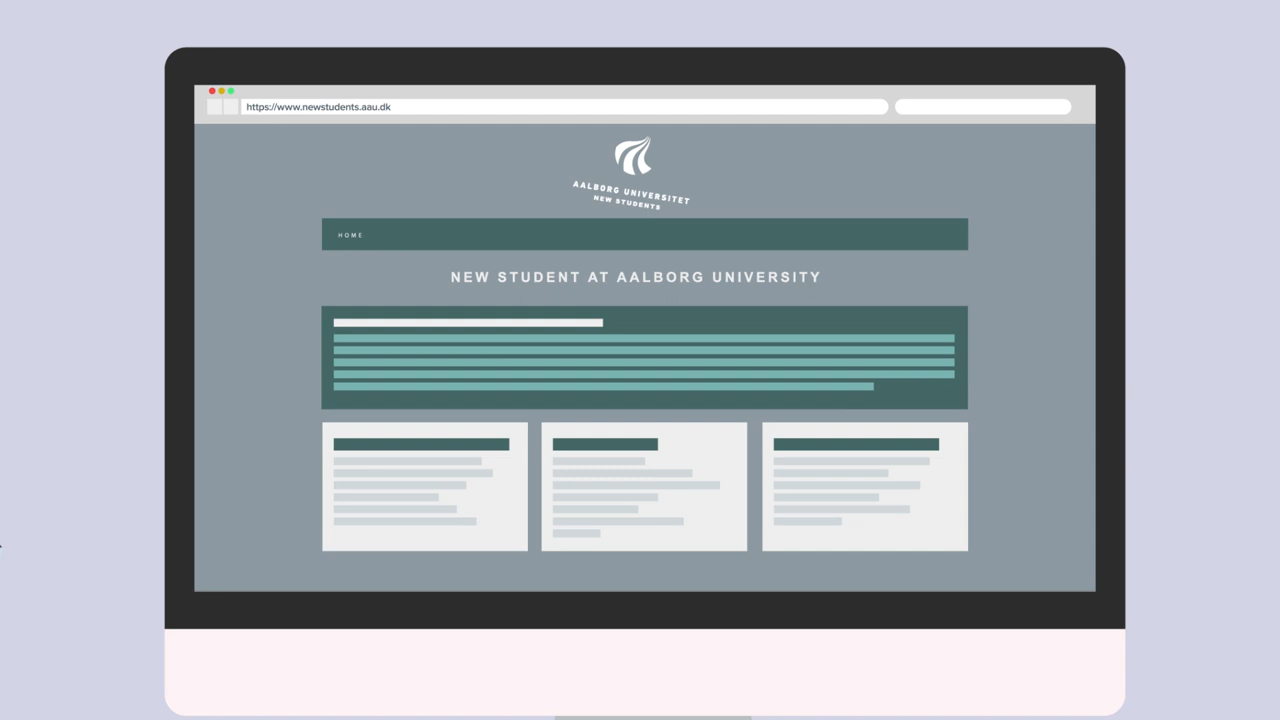 https://www.newstudents.aau.dk
AALBORG UNIVERSITET
NEW STUDENTS
HOME
NEW STUDENT AT AALBORG UNIVERSITY